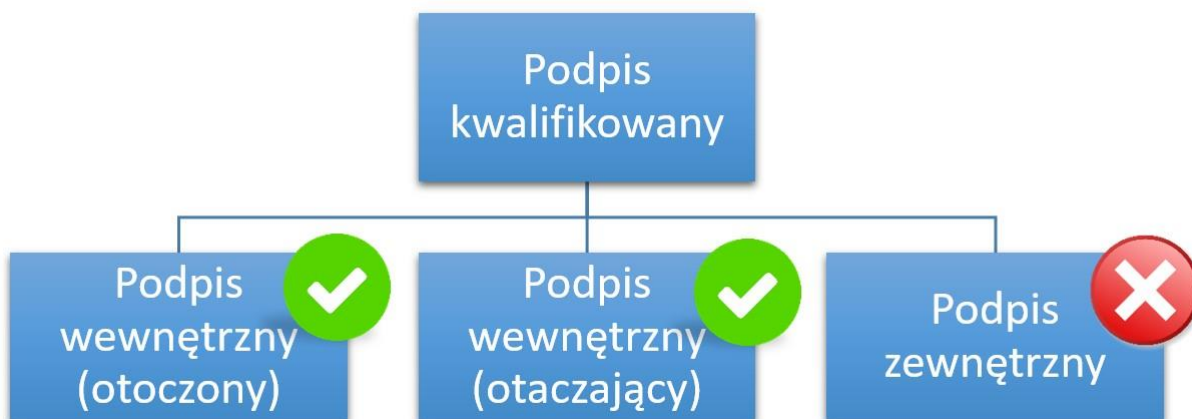 Podpis
kwalifikowany
Podpis
wewnętrzny
(otoczony)
Podpis
wewnętrzny
(otaczający)
Podpis
zewnętrzny